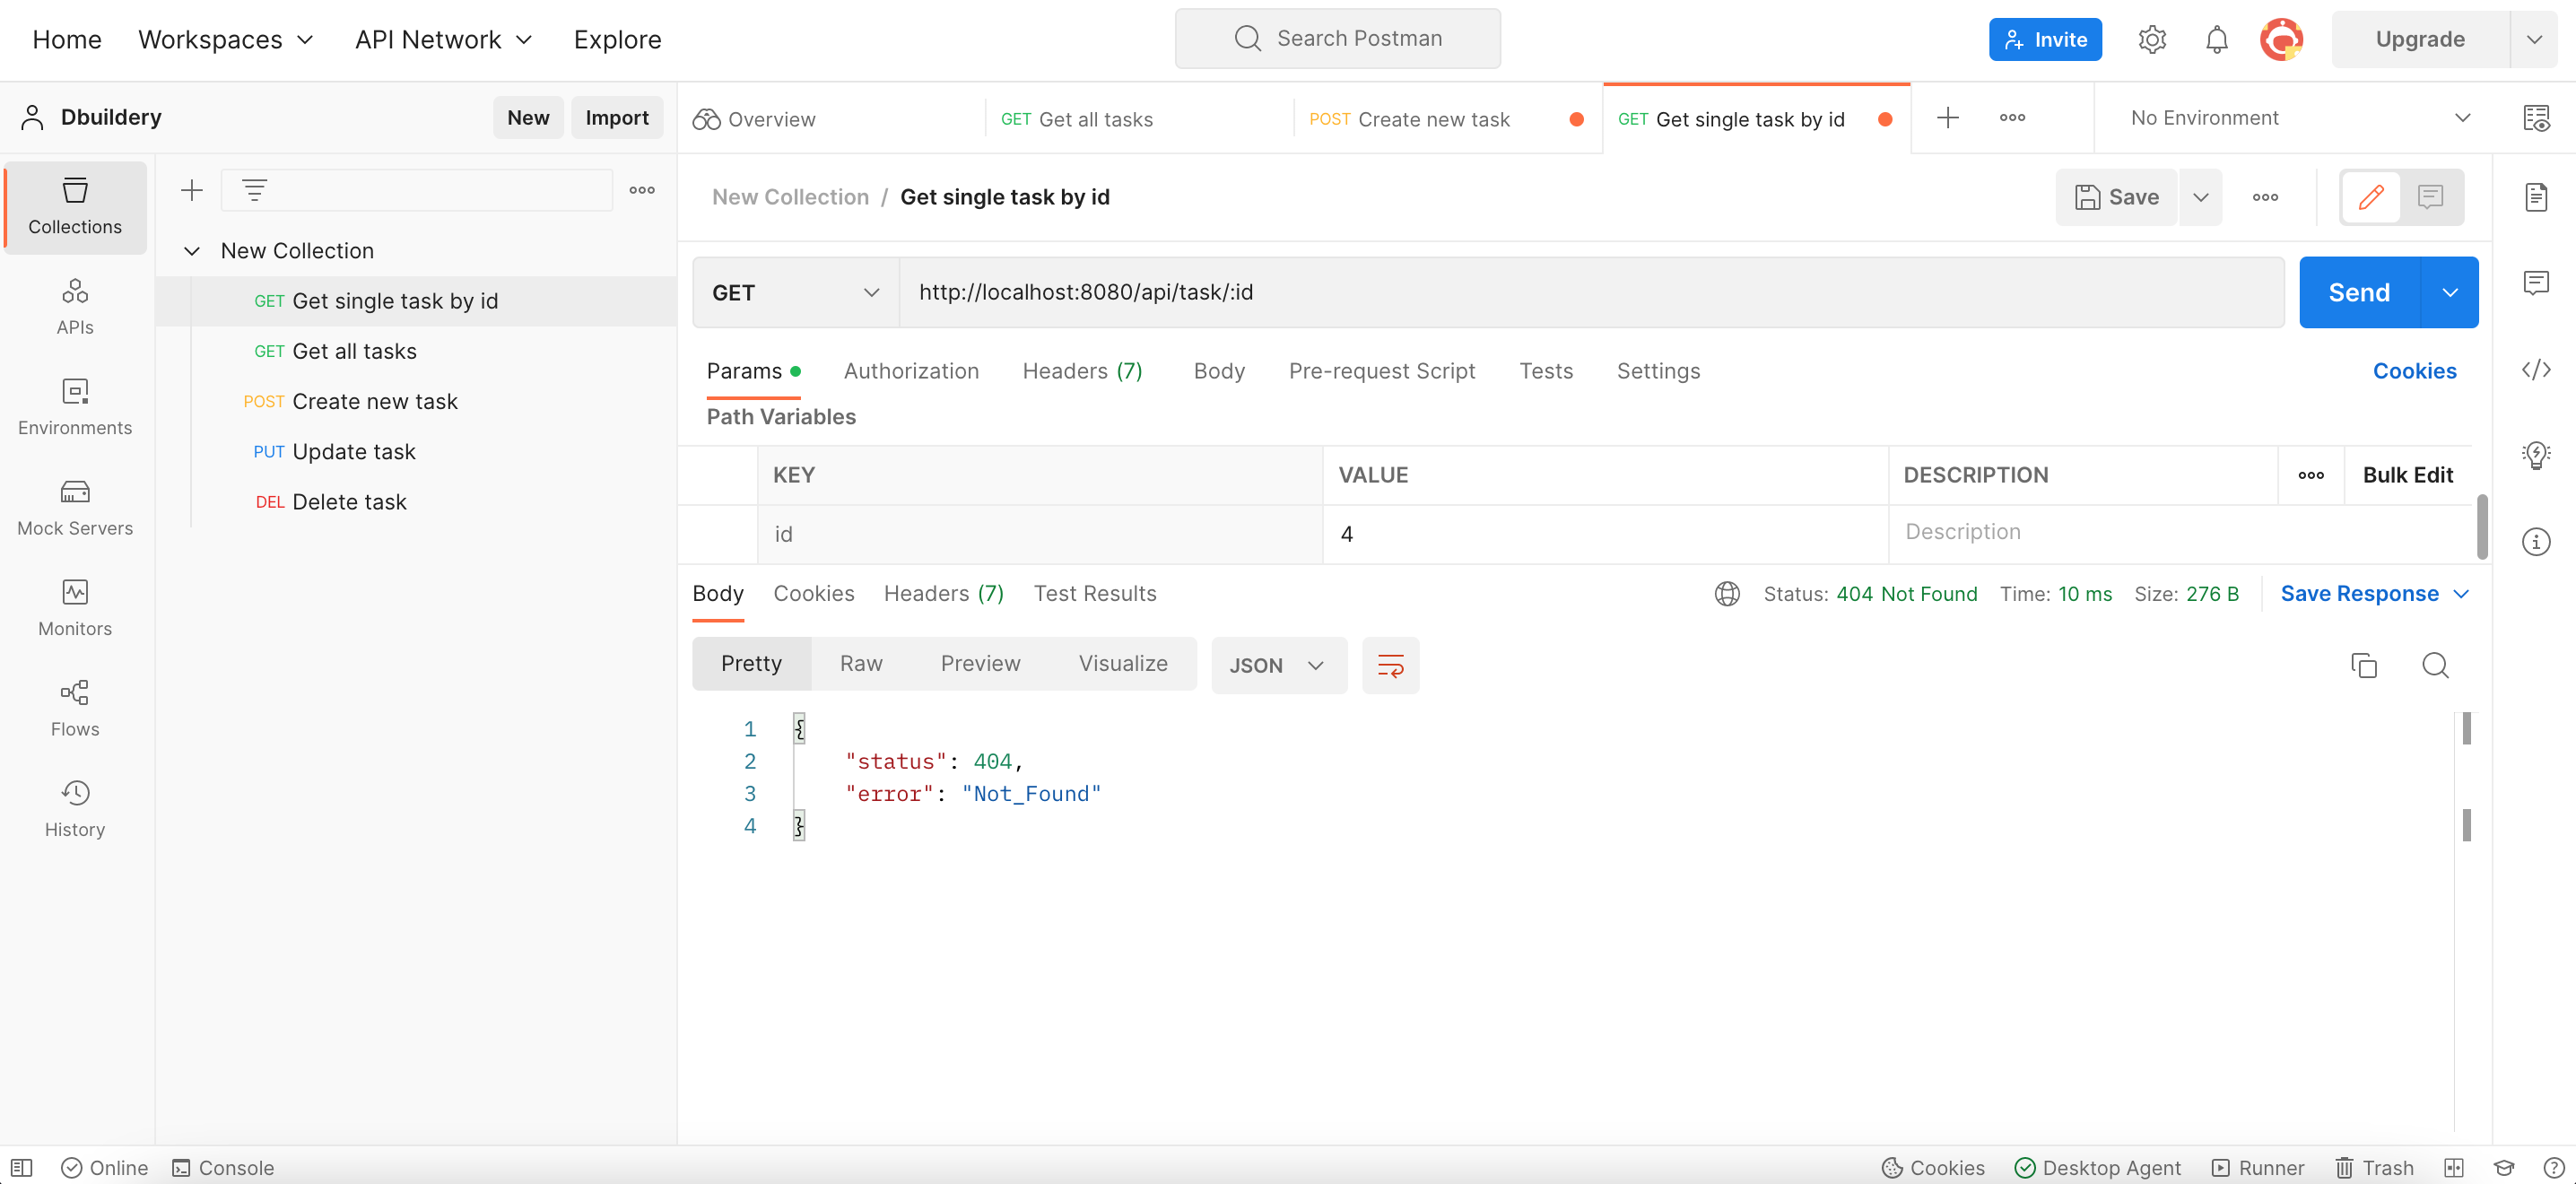 Home Workspaces API Network Explore Search Postman Invite Upgrade
Dbuildery New Import
Overview GET Get all tasks POST Create new task GET Get single task by id No Environment
Collections
APIs
Environments
Mock Servers
Monitors
Flows
History
New Collection
GET Get single task by id
GET Get all tasks
POST Create new task
PUT Update task
DEL Delete task
New Collection / Get single task by id Save
GET http://localhost:8080/api/task/:id Send
Params Authorization Headers (7) Body Pre-request Script Tests Settings Cookies
Path Variables
KEY VALUE DESCRIPTION Bulk Edit
id 4 Description
Body Cookies Headers (7) Test Results Status: 404 Not Found Time: 10 ms Size: 276 B Save Response
Pretty Raw Preview Visualize JSON
1 {
2 "status": 404,
3 "error": "Not_Found"
4 }
Online Console Cookies Desktop Agent Runner Trash